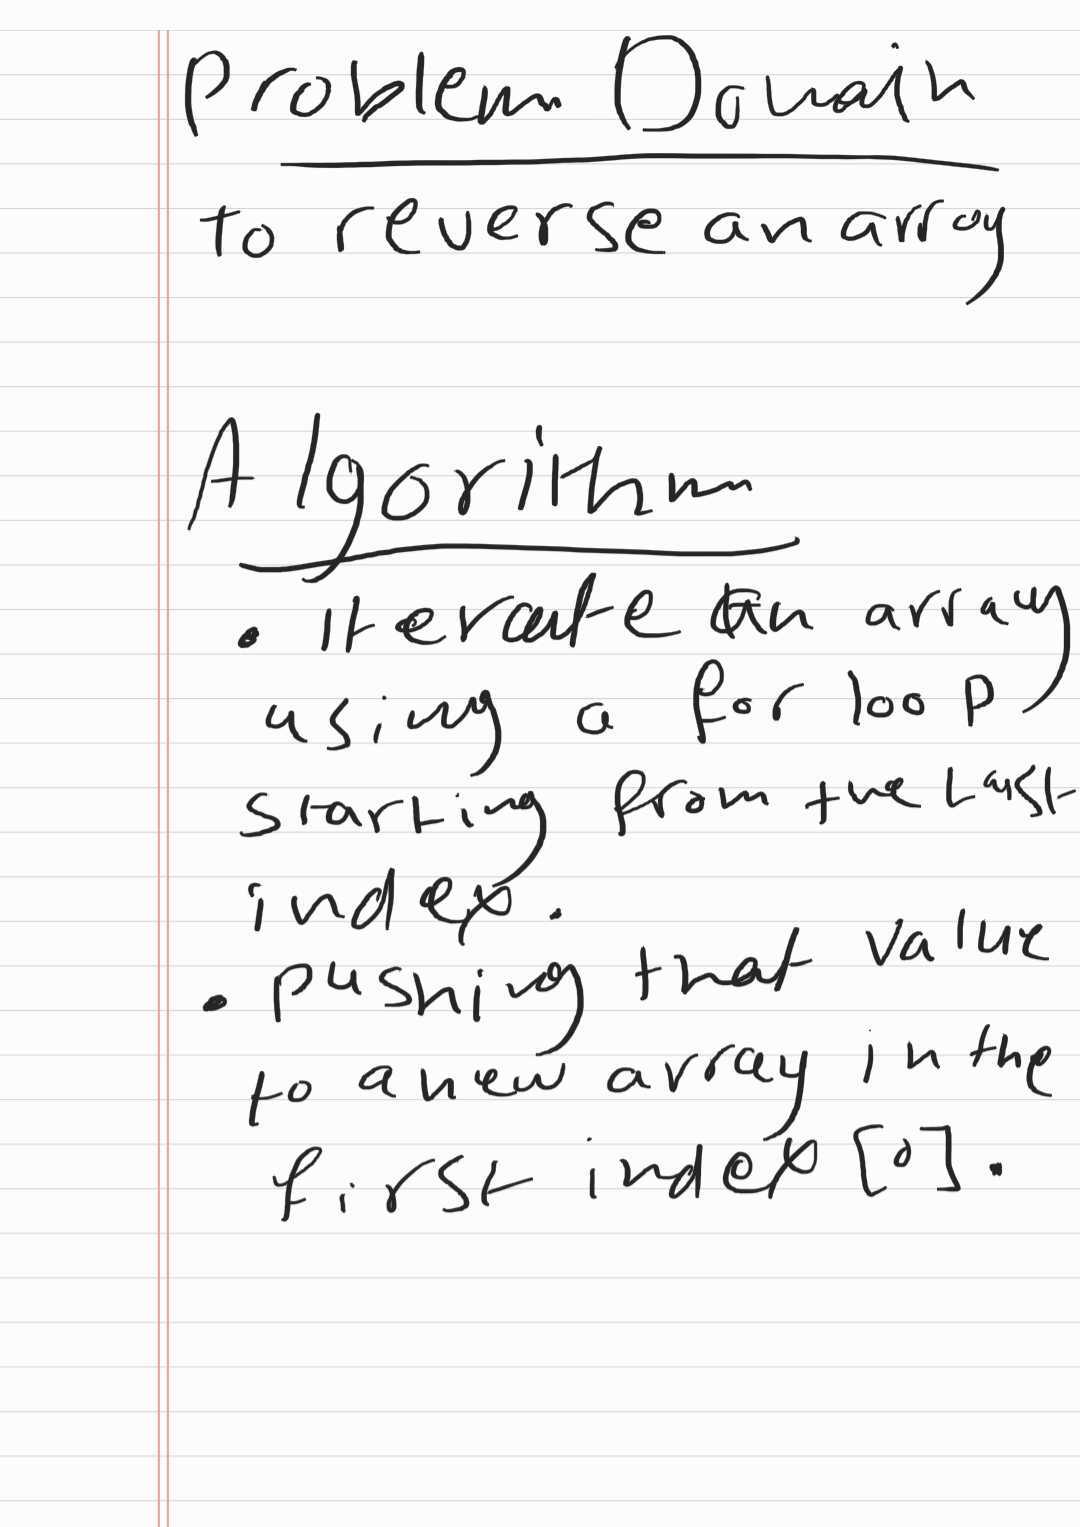 Problem Domain
to reverse an array
Algorithm
• Iterate an array
using a for loop
starting from the Last
index.
• pushing that value
to a new array in the
first index [0].